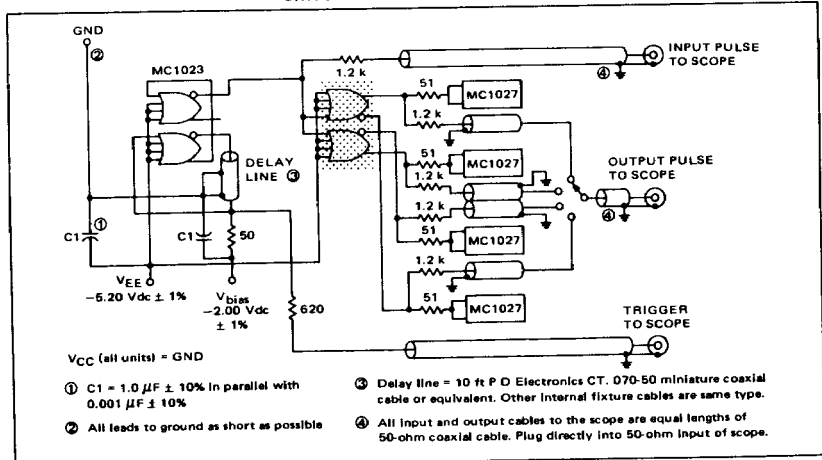 GND
②
MC1023
1.2 k
④
INPUT PULSE
TO SCOPE
51
MC1027
1.2 k
DELAY
LINE ③
51
MC1027
1.2 k
OUTPUT PULSE
TO SCOPE
④
①
C1
C1
50
1.2 k
51
MC1027
1.2 k
VEE
−5.20 Vdc ± 1%
Vbias
−2.00 Vdc
± 1%
620
51
MC1027
TRIGGER
TO SCOPE
④
VCC (all units) = GND
① C1 = 1.0 μF ± 10% in parallel with
0.001 μF ± 10%
② All leads to ground as short as possible
③ Delay line = 10 ft P D Electronics CT. 070-50 miniature coaxial
cable or equivalent. Other internal fixture cables are same type.
④ All input and output cables to the scope are equal lengths of
50-ohm coaxial cable. Plug directly into 50-ohm input of scope.